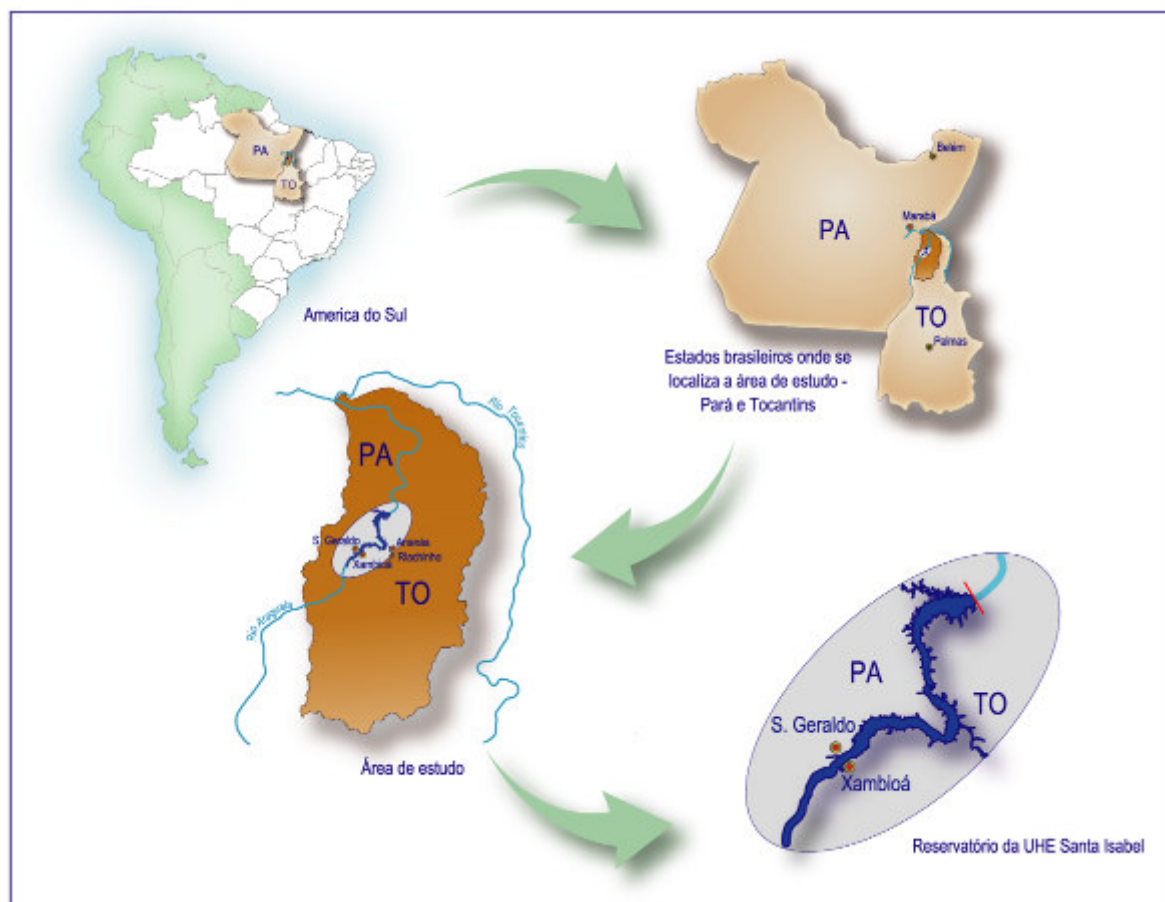 PA
TO
America do Sul
Belém
Marabá
PA
TO
Palmas
Estados brasileiros onde se
localiza a área de estudo -
Pará e Tocantins
Rio Tocantins
PA
S. Geraldo
Xambioá
Ananás
Riachinho
TO
Rio Araguaia
Área de estudo
PA
TO
S. Geraldo
Xambioá
Reservatório da UHE Santa Isabel